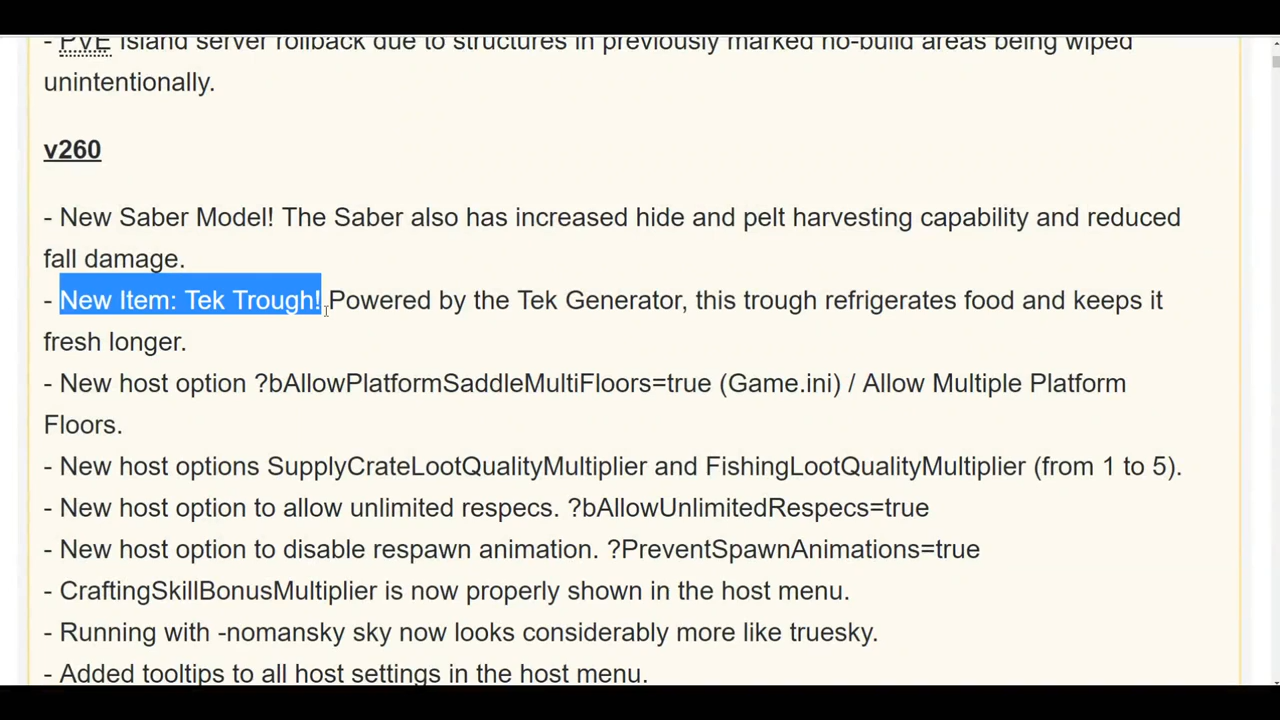 - PVE Island server rollback due to structures in previously marked no-build areas being wiped
unintentionally.
v260
- New Saber Model! The Saber also has increased hide and pelt harvesting capability and reduced
fall damage.
- New Item: Tek Trough! Powered by the Tek Generator, this trough refrigerates food and keeps it
fresh longer.
- New host option ?bAllowPlatformSaddleMultiFloors=true (Game.ini) / Allow Multiple Platform
Floors.
- New host options SupplyCrateLootQualityMultiplier and FishingLootQualityMultiplier (from 1 to 5).
- New host option to allow unlimited respecs. ?bAllowUnlimitedRespecs=true
- New host option to disable respawn animation. ?PreventSpawnAnimations=true
- CraftingSkillBonusMultiplier is now properly shown in the host menu.
- Running with -nomansky sky now looks considerably more like truesky.
- Added tooltips to all host settings in the host menu.